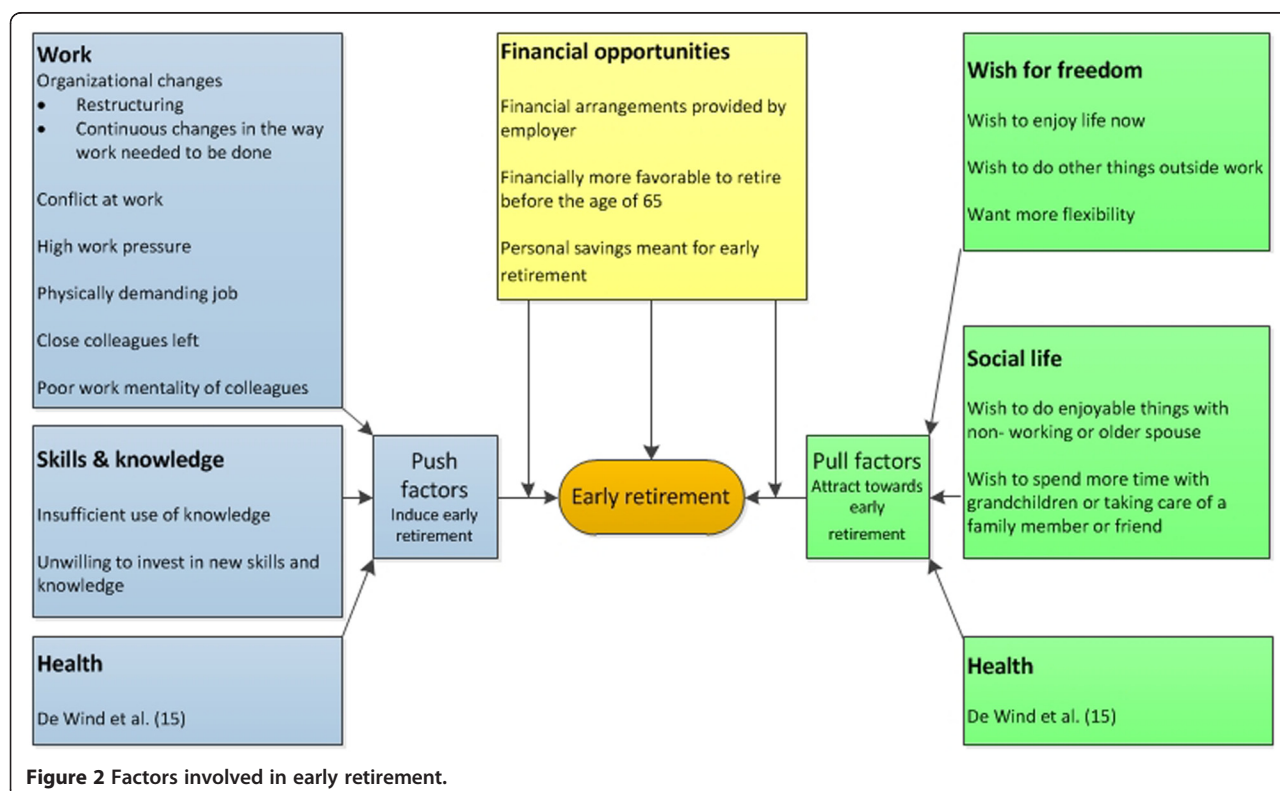 Work
Organizational changes
• Restructuring
• Continuous changes in the way
work needed to be done
Conflict at work
High work pressure
Physically demanding job
Close colleagues left
Poor work mentality of colleagues
Skills & knowledge
Insufficient use of knowledge
Unwilling to invest in new skills and
knowledge
Health
De Wind et al. (15)
Push
factors
Induce early
retirement
Financial opportunities
Financial arrangements provided by
employer
Financially more favorable to retire
before the age of 65
Personal savings meant for early
retirement
Early retirement
Pull factors
Attract towards
early
retirement
Wish for freedom
Wish to enjoy life now
Wish to do other things outside work
Want more flexibility
Social life
Wish to do enjoyable things with
non- working or older spouse
Wish to spend more time with
grandchildren or taking care of a
family member or friend
Health
De Wind et al. (15)
Figure 2 Factors involved in early retirement.